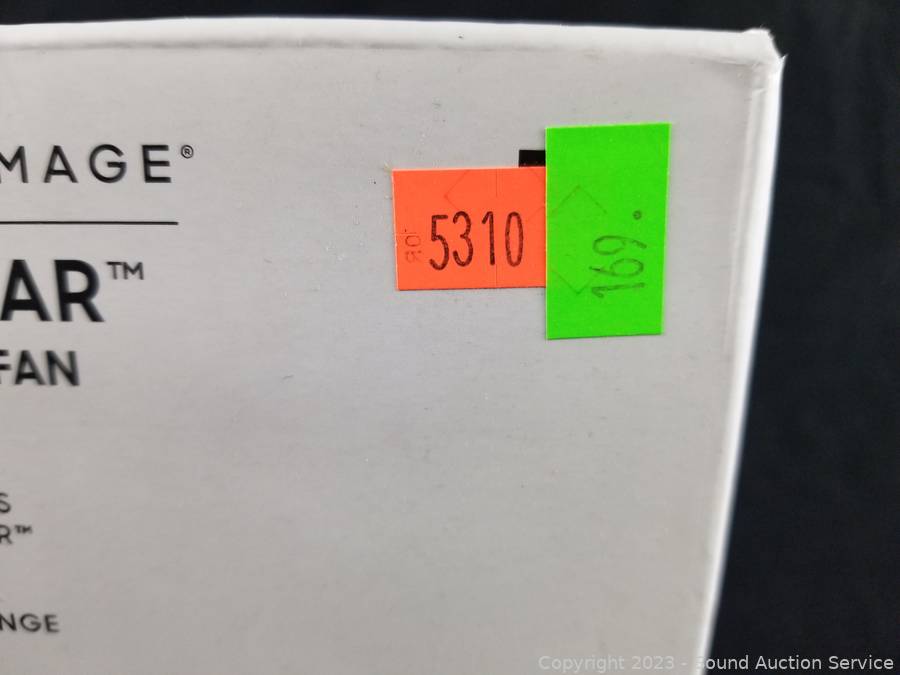 MAGE®
AR™
FAN
S
R™
NGE
5310
169.
Copyright 2023 - Sound Auction Service